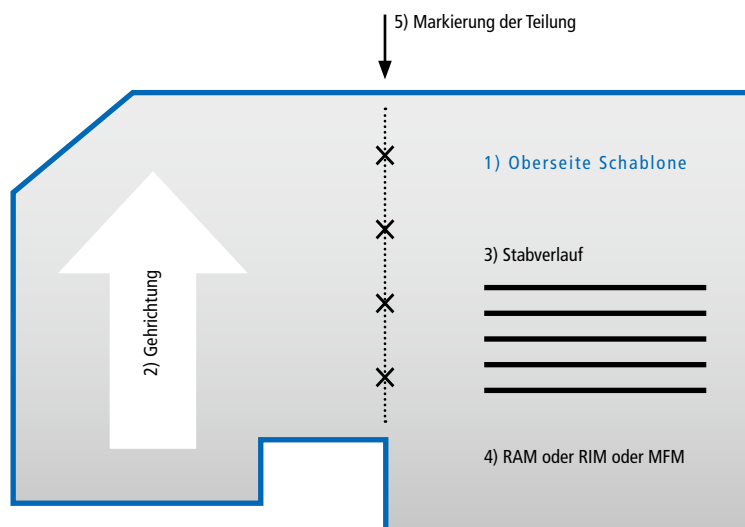 5) Markierung der Teilung
1) Oberseite Schablone
2) Gehrichtung
3) Stabverlauf
4) RAM oder RIM oder MFM